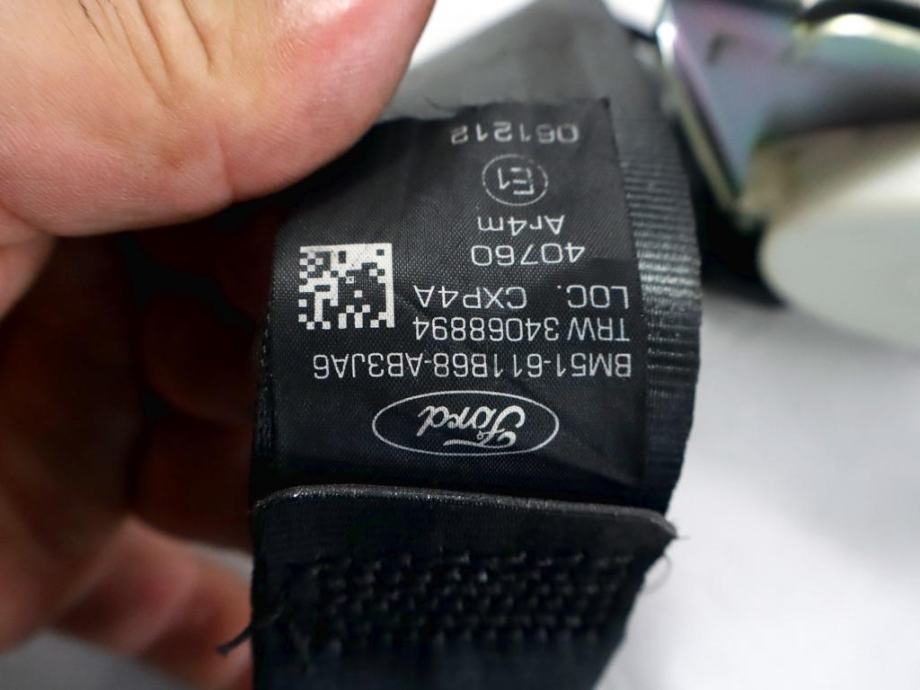 Ford
BM51-611B68-AB3JA6
TRW 34068894
LOC. CXP4A
40760
Ar4m
E1
061212